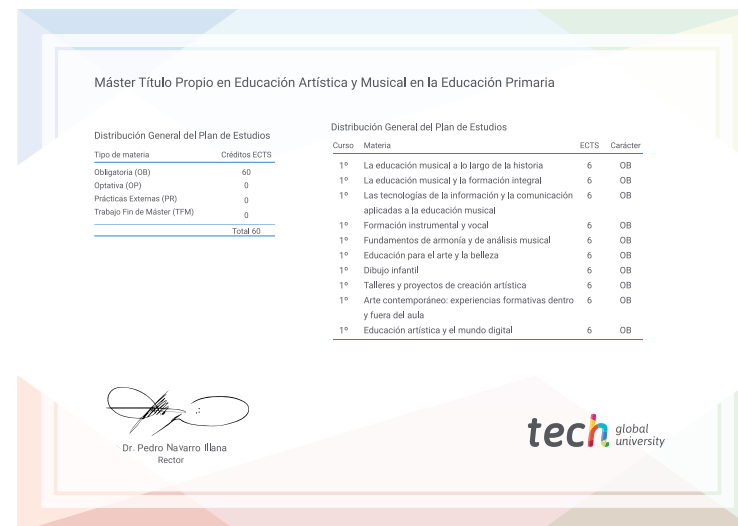 Máster Título Propio en Educación Artística y Musical en la Educación Primaria
Distribución General del Plan de Estudios
Tipo de materia Créditos ECTS
Obligatoria (OB) 60
Optativa (OP) 0
Prácticas Externas (PR) 0
Trabajo Fin de Máster (TFM) 0
Total 60
Distribución General del Plan de Estudios
Curso Materia ECTS Carácter
1º La educación musical a lo largo de la historia 6 OB
1º La educación musical y la formación integral 6 OB
1º Las tecnologías de la información y la comunicación 6 OB
aplicadas a la educación musical
1º Formación instrumental y vocal 6 OB
1º Fundamentos de armonía y de análisis musical 6 OB
1º Educación para el arte y la belleza 6 OB
1º Dibujo infantil 6 OB
1º Talleres y proyectos de creación artística 6 OB
1º Arte contemporáneo: experiencias formativas dentro 6 OB
y fuera del aula
1º Educación artística y el mundo digital 6 OB
Dr. Pedro Navarro Illana
Rector
tech global
university